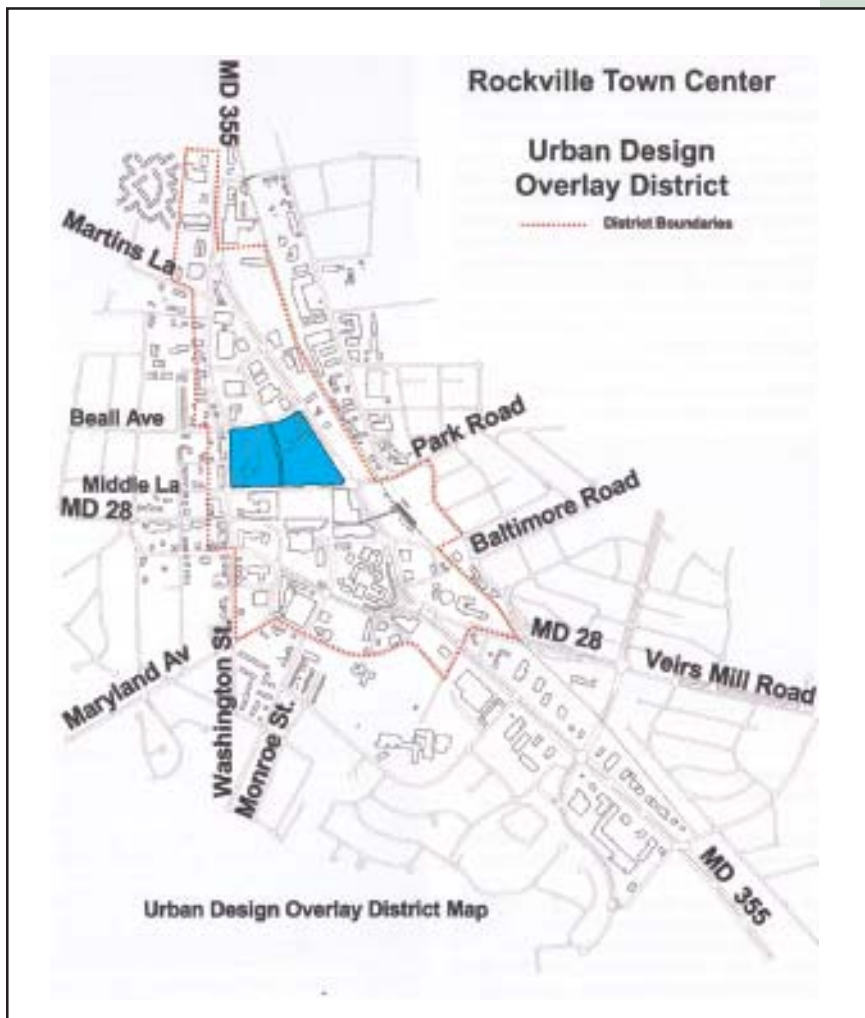 MD 355
Rockville Town Center
Urban Design
Overlay District
District Boundaries
Martins La
Beall Ave
Park Road
Middle La
MD 28
Baltimore Road
MD 28
Veirs Mill Road
Maryland Av
Washington St.
Monroe St.
MD 355
Urban Design Overlay District Map